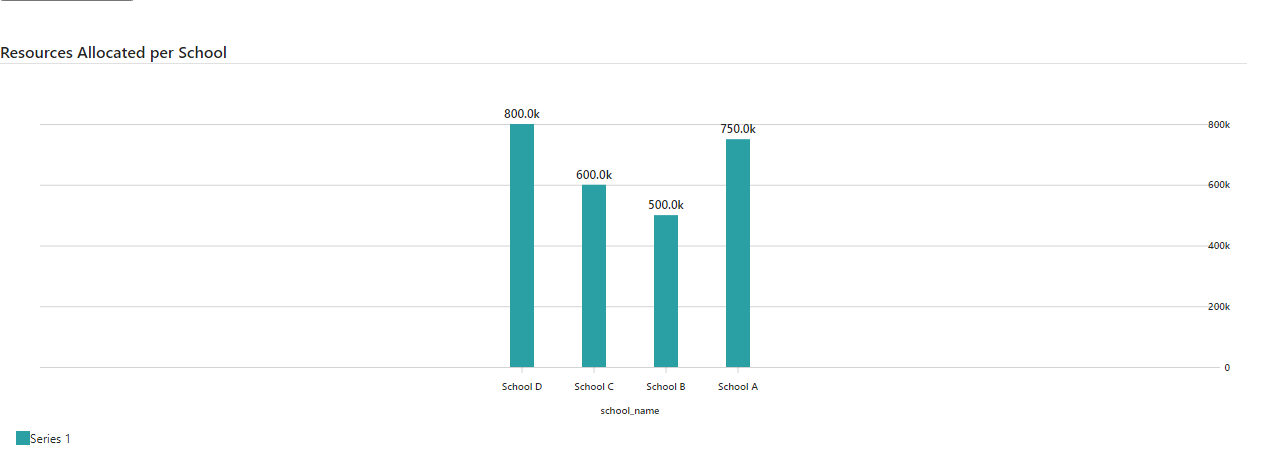 Resources Allocated per School
800.0k
750.0k
600.0k
500.0k
800k
600k
400k
200k
0
School D
School C
School B
School A
school_name
Series 1